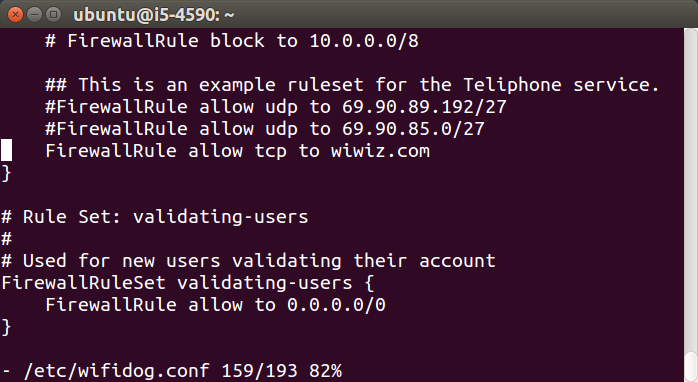 ubuntu@i5-4590: ~
# FirewallRule block to 10.0.0.0/8
## This is an example ruleset for the Teliphone service.
#FirewallRule allow udp to 69.90.89.192/27
#FirewallRule allow udp to 69.90.85.0/27
FirewallRule allow tcp to wiwiz.com
}
# Rule Set: validating-users
#
# Used for new users validating their account
FirewallRuleSet validating-users {
FirewallRule allow to 0.0.0.0/0
}
- /etc/wifidog.conf 159/193 82%